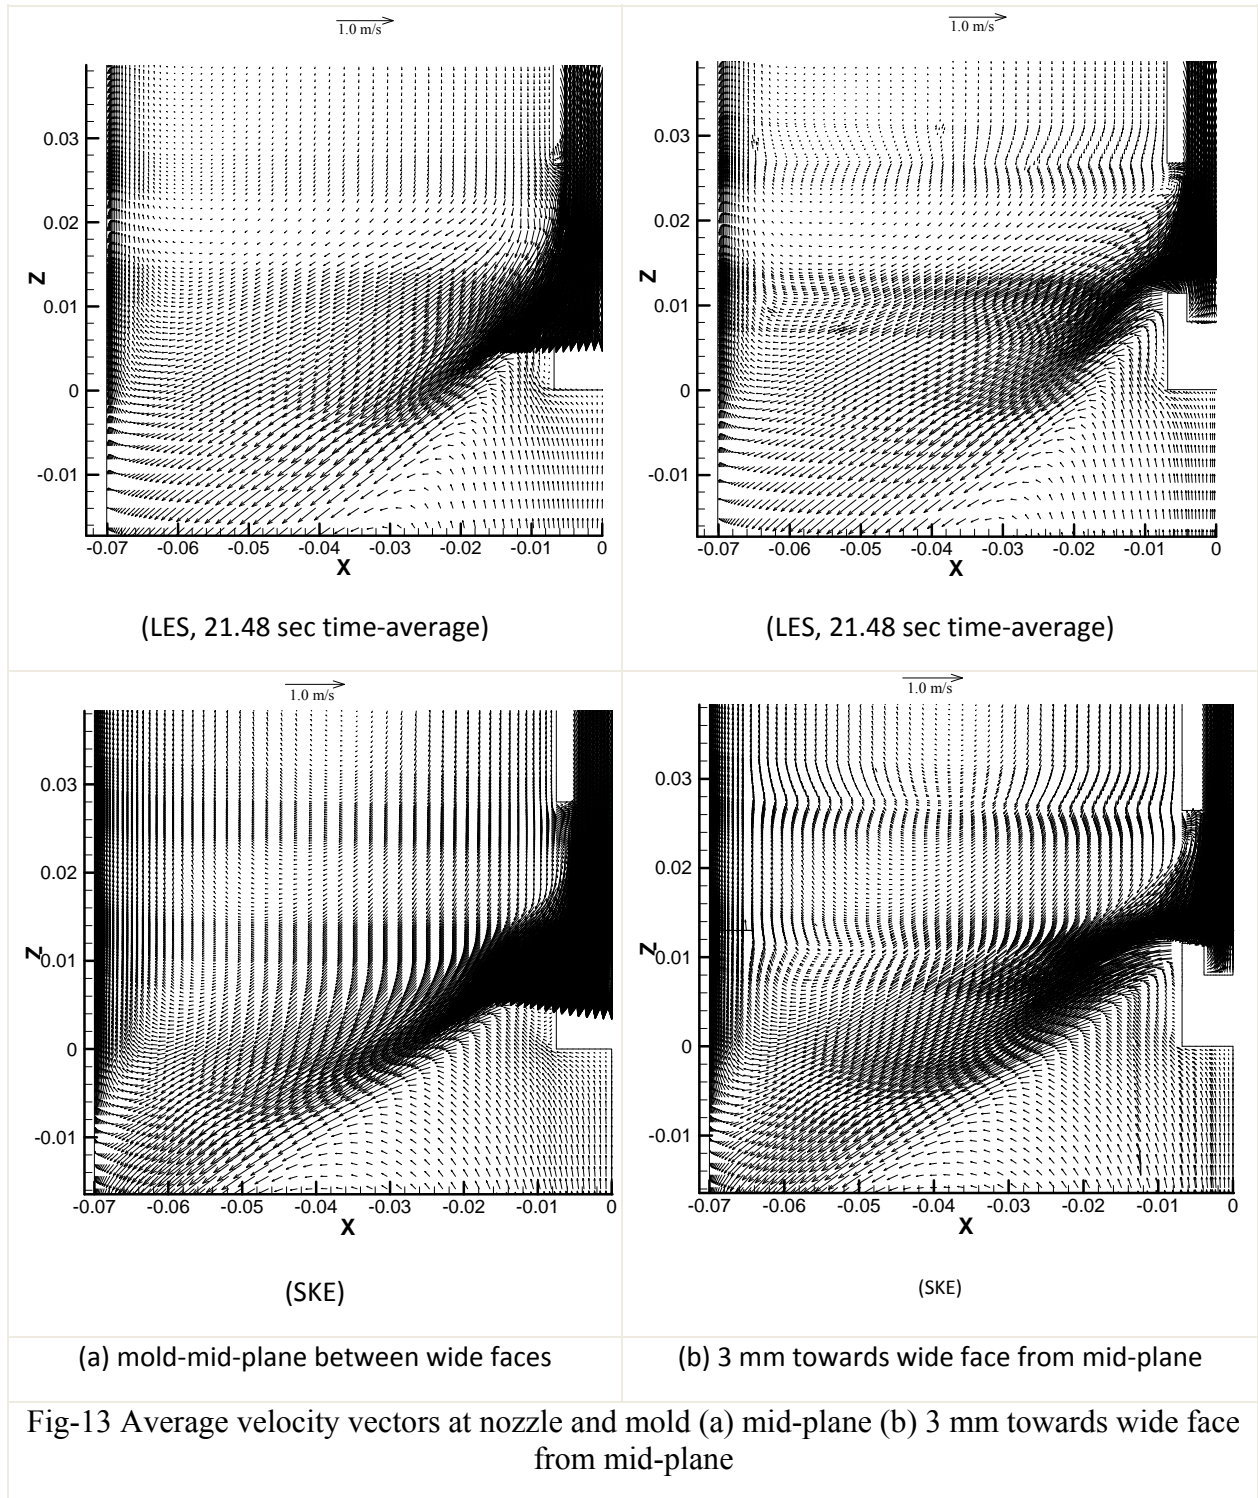 1.0 m/s
Z
0.03
0.02
0.01
0
-0.01
-0.07 -0.06 -0.05 -0.04 -0.03 -0.02 -0.01 0
X
(LES, 21.48 sec time-average)
1.0 m/s
Z
0.03
0.02
0.01
0
-0.01
-0.07 -0.06 -0.05 -0.04 -0.03 -0.02 -0.01 0
X
(LES, 21.48 sec time-average)
1.0 m/s
Z
0.03
0.02
0.01
0
-0.01
-0.07 -0.06 -0.05 -0.04 -0.03 -0.02 -0.01 0
X
(SKE)
1.0 m/s
Z
0.03
0.02
0.01
0
-0.01
-0.07 -0.06 -0.05 -0.04 -0.03 -0.02 -0.01 0
X
(SKE)
(a) mold-mid-plane between wide faces
(b) 3 mm towards wide face from mid-plane
Fig-13 Average velocity vectors at nozzle and mold (a) mid-plane (b) 3 mm towards wide face
from mid-plane